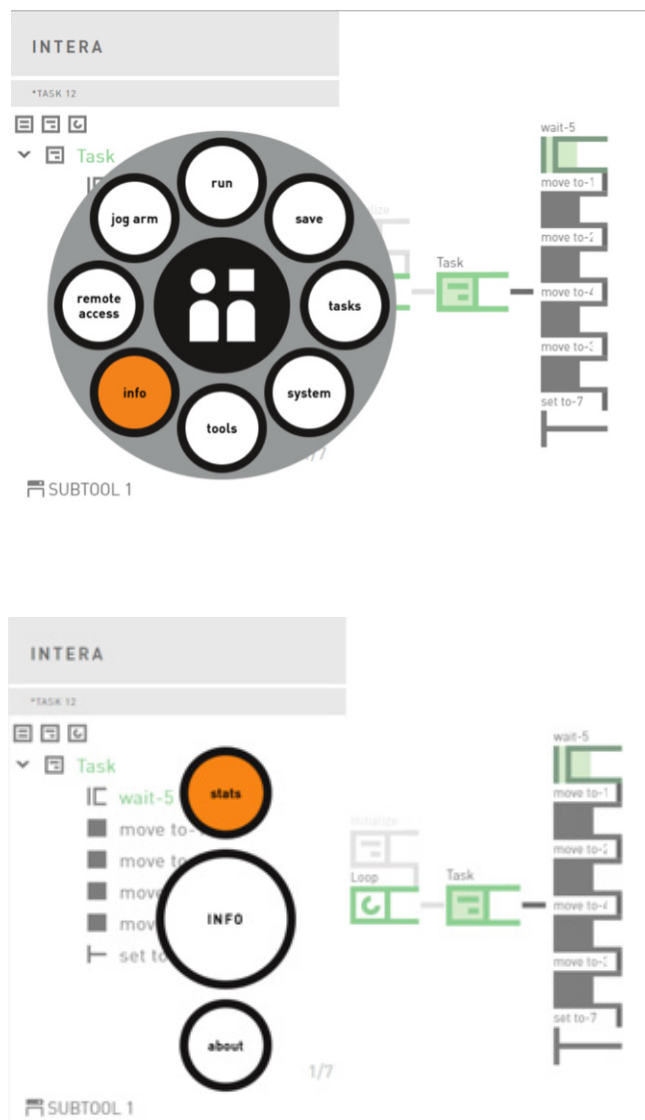 INTERA
*TASK 12
wait-5
Task
run
move to-1
jog arm
save
move to-2
Task
remote
access
tasks
move to-4
move to-3
info
system
set to-7
tools
/7
SUBTOOL 1
INTERA
*TASK 12
wait-5
Task
stats
wait-5
move to-1
move to-
Initialize
move to
move to-2
Loop
Task
move
INFO
move to-4
mov
set to
move to-3
set to-7
about
1/7
SUBTOOL 1